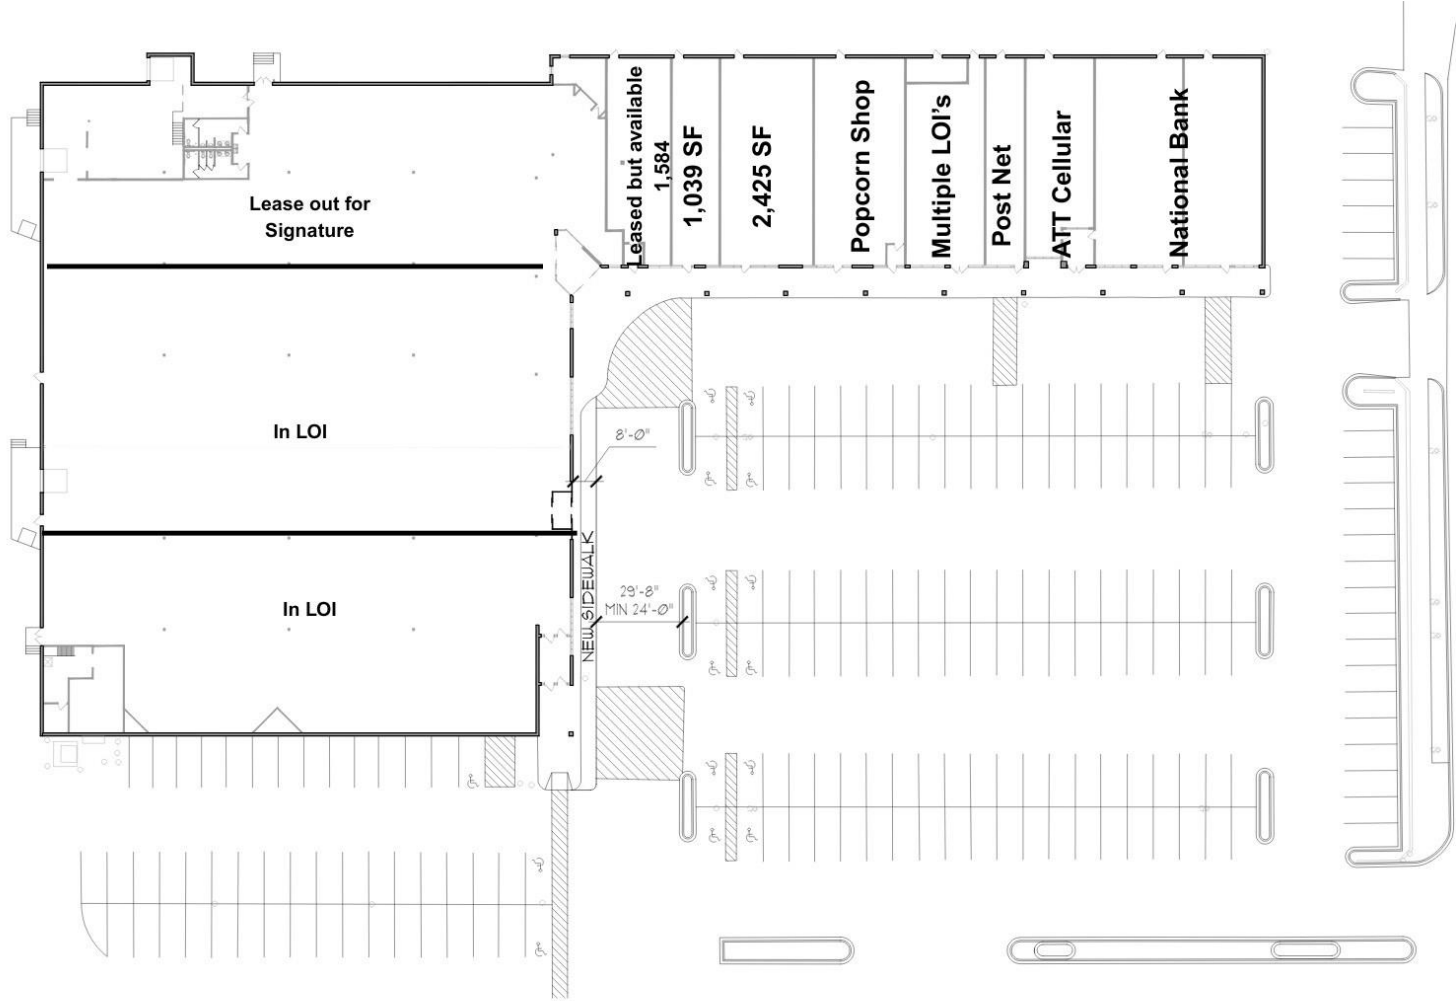 Lease out for
Signature
In LOI
In LOI
Leased but available
1,584
1,039 SF
2,425 SF
Popcorn Shop
Multiple LOI's
Post Net
ATT Cellular
National Bank
8'-0"
NEW SIDEWALK
29'-8"
MIN 24'-0"